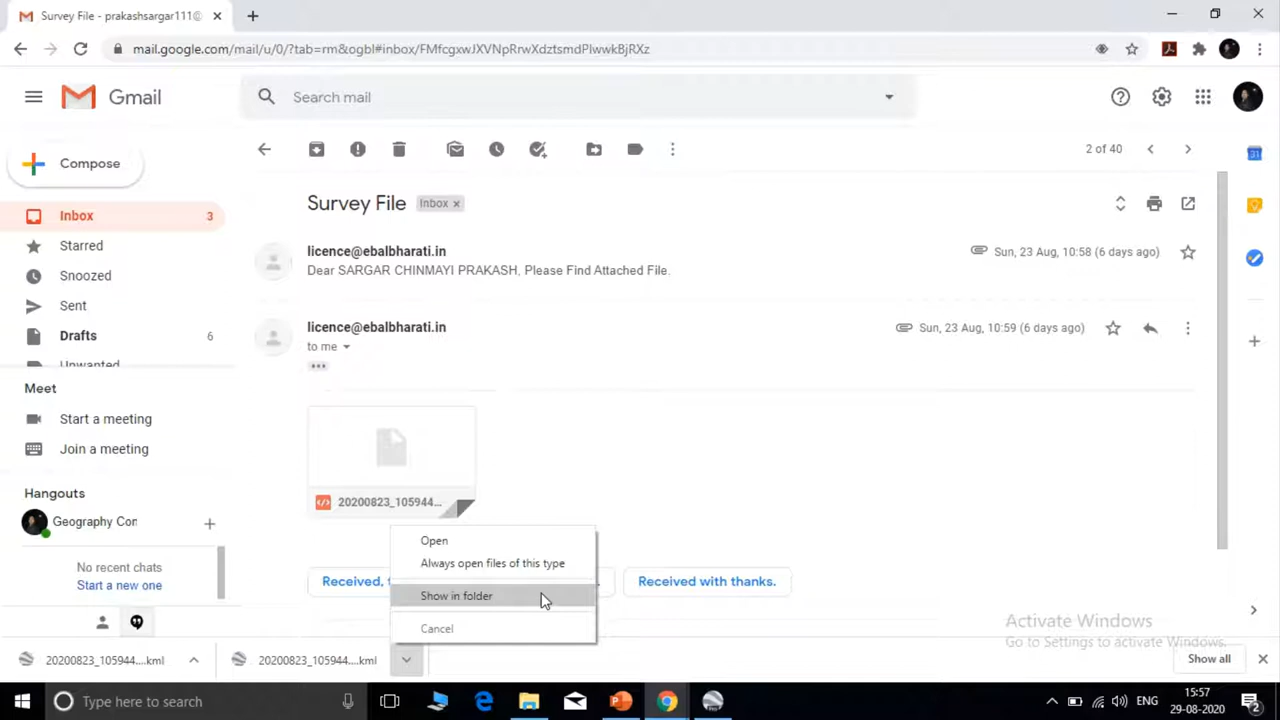 Survey File - prakashsargar111@
mail.google.com/mail/u/0/?tab=rm&ogbl#inbox/FMfcgxwJXVNpRrwXdztsmdPlwwkBjRXz
Gmail
Search mail
Compose
2 of 40
31
Inbox
3
Survey File
Inbox ×
Starred
licence@ebalbharati.in
Sun, 23 Aug, 10:58 (6 days ago)
Dear SARGAR CHINMAYI PRAKASH, Please Find Attached File.
Snoozed
Sent
licence@ebalbharati.in
Sun, 23 Aug, 10:59 (6 days ago)
Drafts
6
to me
Unwanted
Meet
Start a meeting
Join a meeting
Hangouts
20200823_105944...
Geography Con
Open
No recent chats
Always open files of this type
Start a new one
Received,
Show in folder
Received with thanks.
Cancel
Activate Windows
Go to Settings to activate Windows.
20200823_105944....kml
20200823_105944....kml
Show all
Type here to search
ENG
15:57
29-08-2020
2